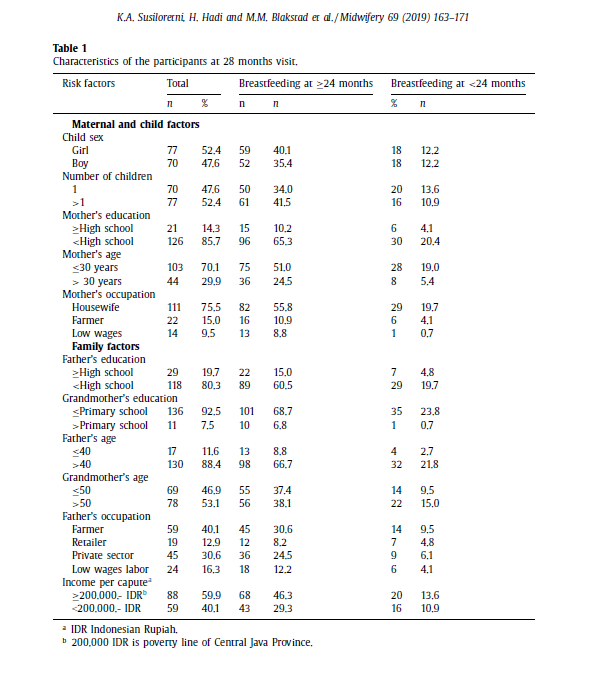 K.A. Susiloretni, H. Hadi and M.M. Blakstad et al. / Midwifery 69 (2019) 163–171
Table 1
Characteristics of the participants at 28 months visit.
Risk factors Total Breastfeeding at ≥24 months Breastfeeding at <24 months
n % n n % n
Maternal and child factors
Child sex
Girl 77 52.4 59 40.1 18 12.2
Boy 70 47.6 52 35.4 18 12.2
Number of children
1 70 47.6 50 34.0 20 13.6
>1 77 52.4 61 41.5 16 10.9
Mother's education
≥High school 21 14.3 15 10.2 6 4.1
<High school 126 85.7 96 65.3 30 20.4
Mother's age
≤30 years 103 70.1 75 51.0 28 19.0
> 30 years 44 29.9 36 24.5 8 5.4
Mother's occupation
Housewife 111 75.5 82 55.8 29 19.7
Farmer 22 15.0 16 10.9 6 4.1
Low wages 14 9.5 13 8.8 1 0.7
Family factors
Father's education
≥High school 29 19.7 22 15.0 7 4.8
<High school 118 80.3 89 60.5 29 19.7
Grandmother's education
≤Primary school 136 92.5 101 68.7 35 23.8
>Primary school 11 7.5 10 6.8 1 0.7
Father's age
≤40 17 11.6 13 8.8 4 2.7
>40 130 88.4 98 66.7 32 21.8
Grandmother's age
≤50 69 46.9 55 37.4 14 9.5
>50 78 53.1 56 38.1 22 15.0
Father's occupation
Farmer 59 40.1 45 30.6 14 9.5
Retailer 19 12.9 12 8.2 7 4.8
Private sector 45 30.6 36 24.5 9 6.1
Low wages labor 24 16.3 18 12.2 6 4.1
Income per caputeᵃ
≥200.000,- IDRᵇ 88 59.9 68 46.3 20 13.6
<200.000,- IDR 59 40.1 43 29.3 16 10.9
ᵃ IDR Indonesian Rupiah.
ᵇ 200,000 IDR is poverty line of Central Java Province.